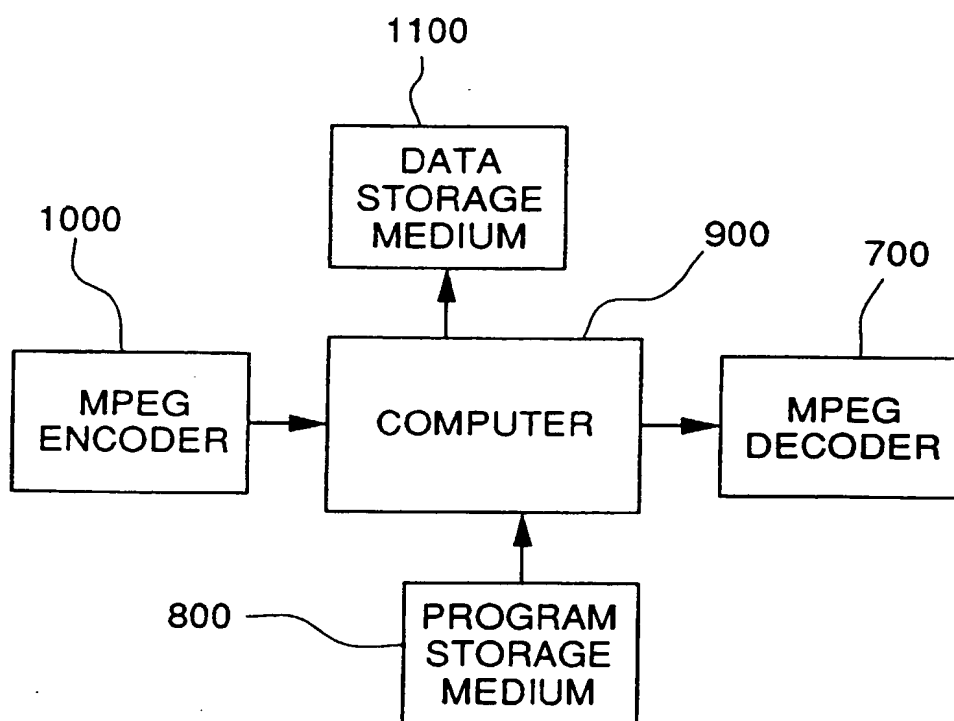 1100
DATA
STORAGE
MEDIUM
1000
900
700
MPEG
ENCODER
COMPUTER
MPEG
DECODER
800
PROGRAM
STORAGE
MEDIUM